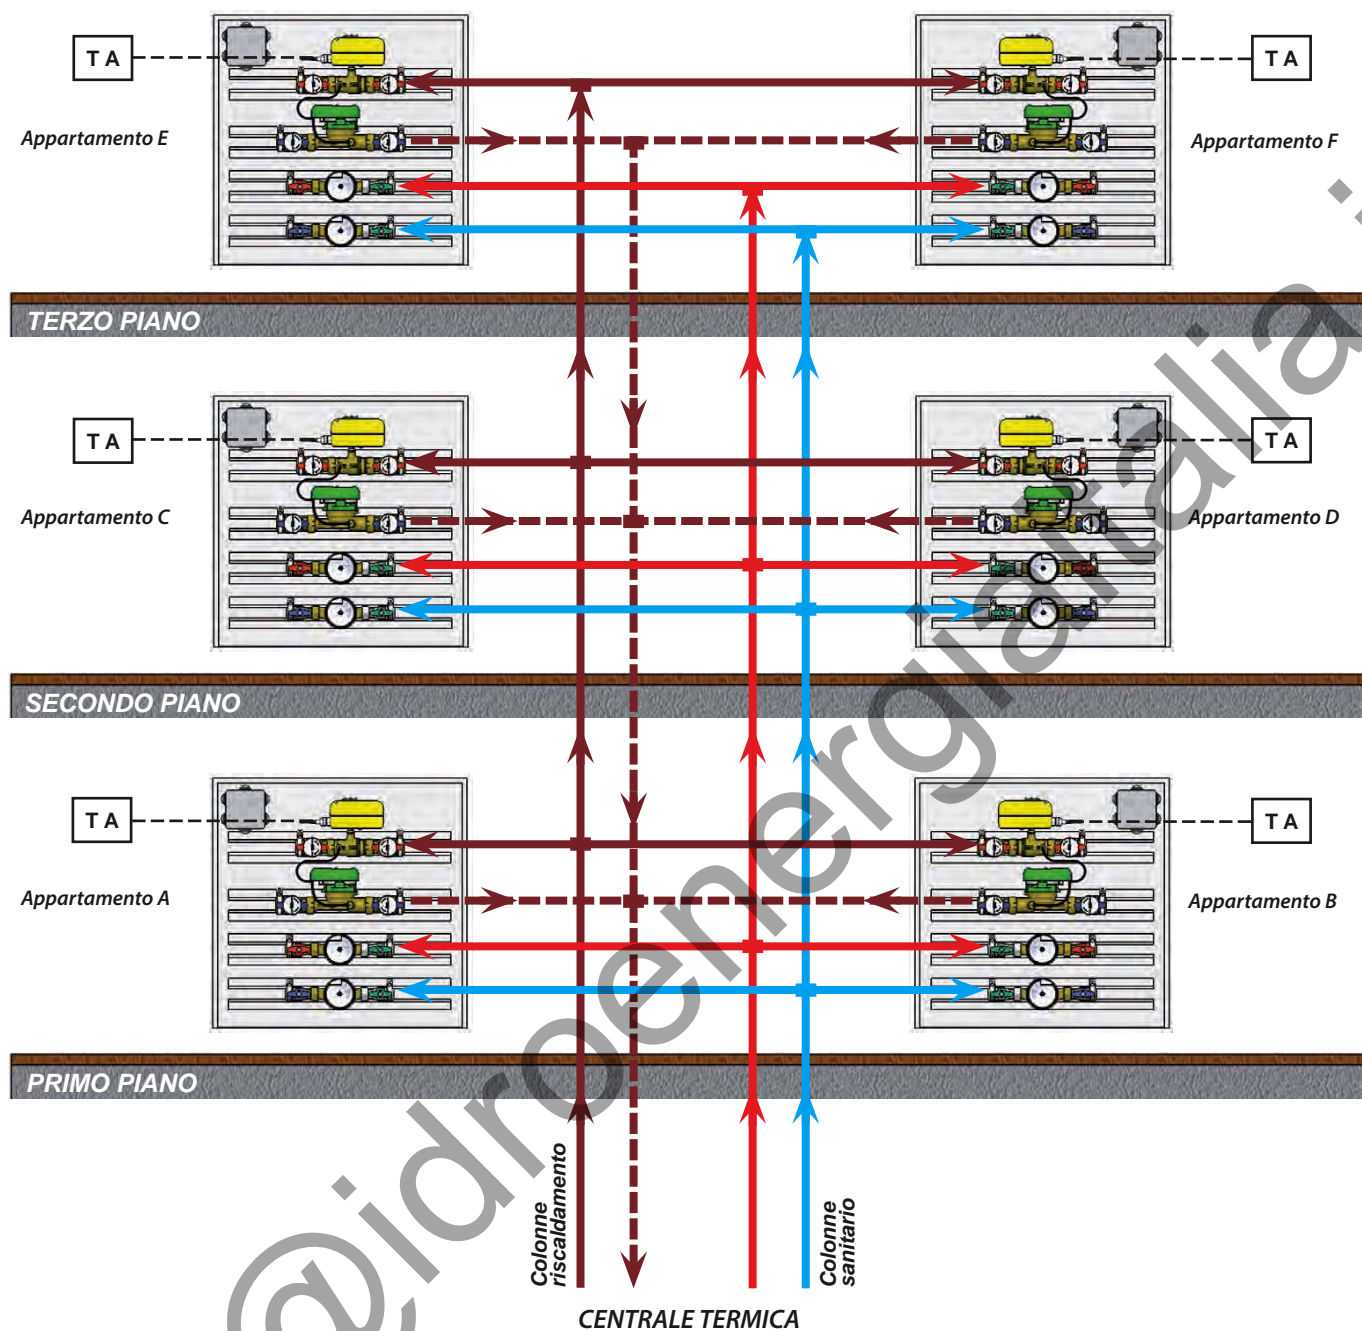 T A
T A
Appartamento E
Appartamento F
TERZO PIANO
T A
T A
Appartamento C
Appartamento D
SECONDO PIANO
T A
T A
Appartamento A
Appartamento B
PRIMO PIANO
Colonne
riscaldamento
Colonne
sanitario
CENTRALE TERMICA
@idroenergiaitalia.i